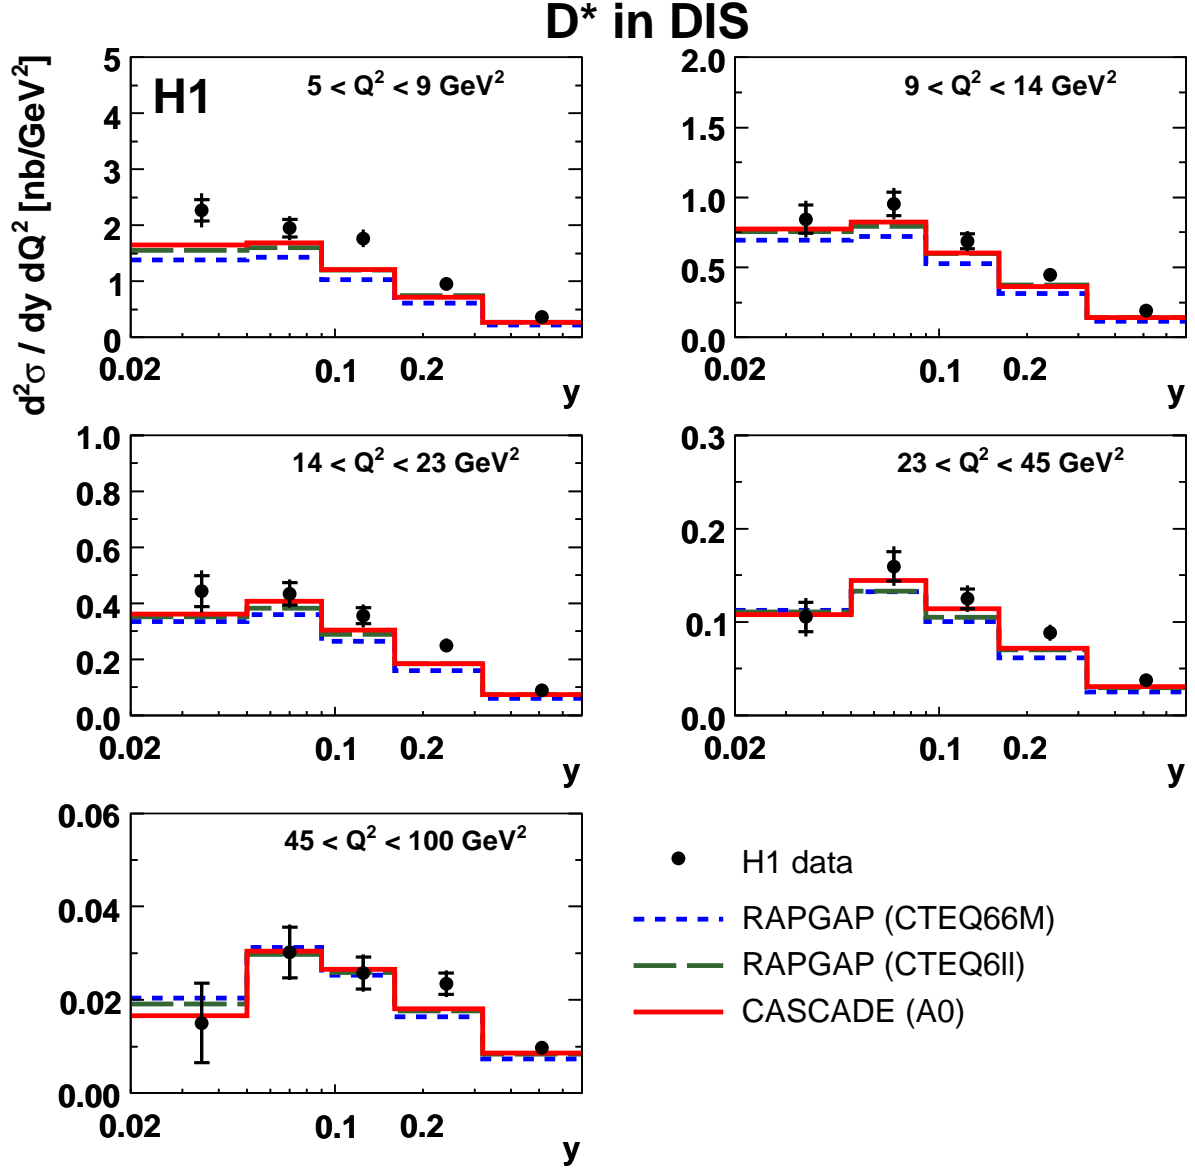 D* in DIS
d²σ / dy dQ² [nb/GeV²]
H1
5 < Q² < 9 GeV²
5
4
3
2
1
0
0.02 0.1 0.2
y
9 < Q² < 14 GeV²
2.0
1.5
1.0
0.5
0.0
0.02 0.1 0.2
y
14 < Q² < 23 GeV²
1.0
0.8
0.6
0.4
0.2
0.0
0.02 0.1 0.2
y
23 < Q² < 45 GeV²
0.3
0.2
0.1
0.0
0.02 0.1 0.2
y
45 < Q² < 100 GeV²
0.06
0.04
0.02
0.00
0.02 0.1 0.2
y
H1 data
RAPGAP (CTEQ66M)
RAPGAP (CTEQ6ll)
CASCADE (A0)